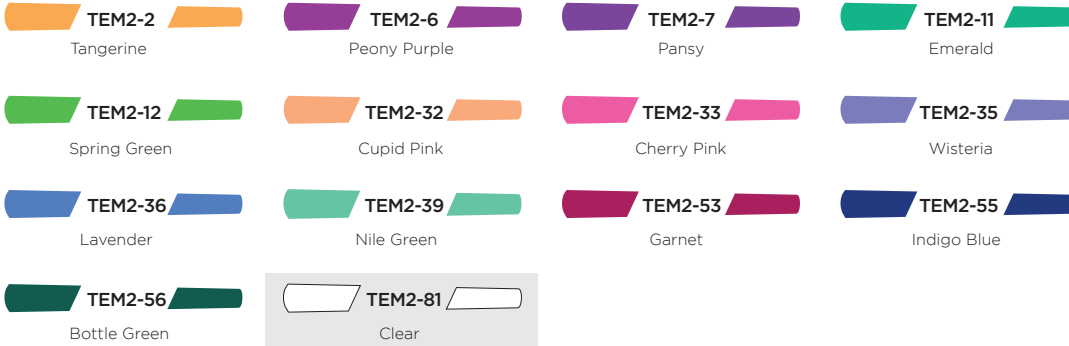 TEM2-2 TEM2-6 TEM2-7 TEM2-11
Tangerine Peony Purple Pansy Emerald
TEM2-12 TEM2-32 TEM2-33 TEM2-35
Spring Green Cupid Pink Cherry Pink Wisteria
TEM2-36 TEM2-39 TEM2-53 TEM2-55
Lavender Nile Green Garnet Indigo Blue
TEM2-56 TEM2-81
Bottle Green Clear